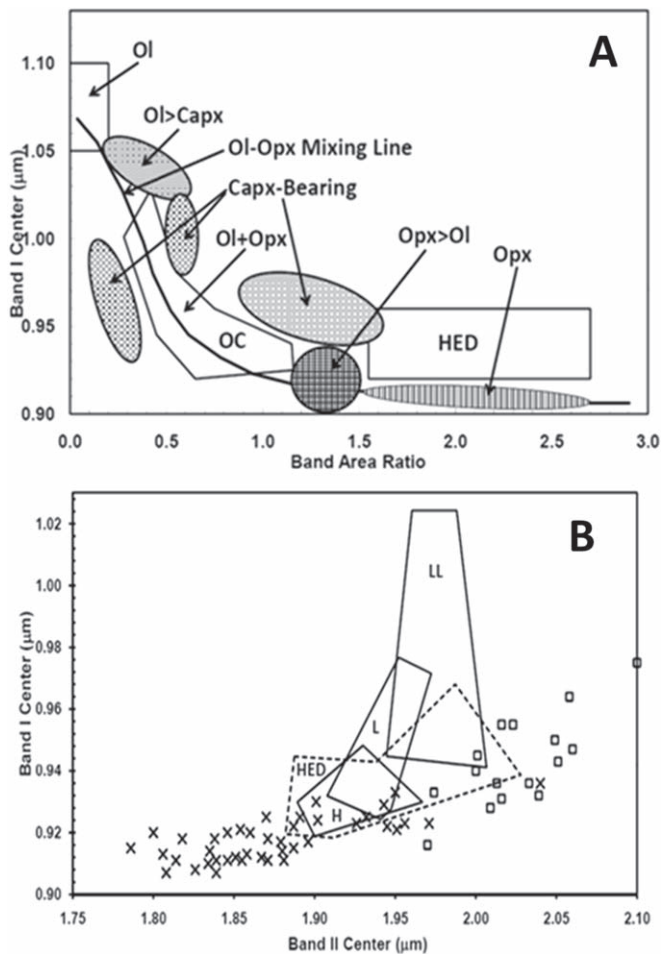 A
1.10
1.05
1.00
0.95
0.90
Band I Center (μm)
Ol
Ol>Capx
Ol-Opx Mixing Line
Capx-Bearing
Ol+Opx
Opx>Ol
Opx
OC
HED
0.0 0.5 1.0 1.5 2.0 2.5 3.0
Band Area Ratio
B
1.02
1.00
0.98
0.96
0.94
0.92
0.90
Band I Center (μm)
LL
L
HED
H
1.75 1.80 1.85 1.90 1.95 2.00 2.05 2.10
Band II Center (μm)